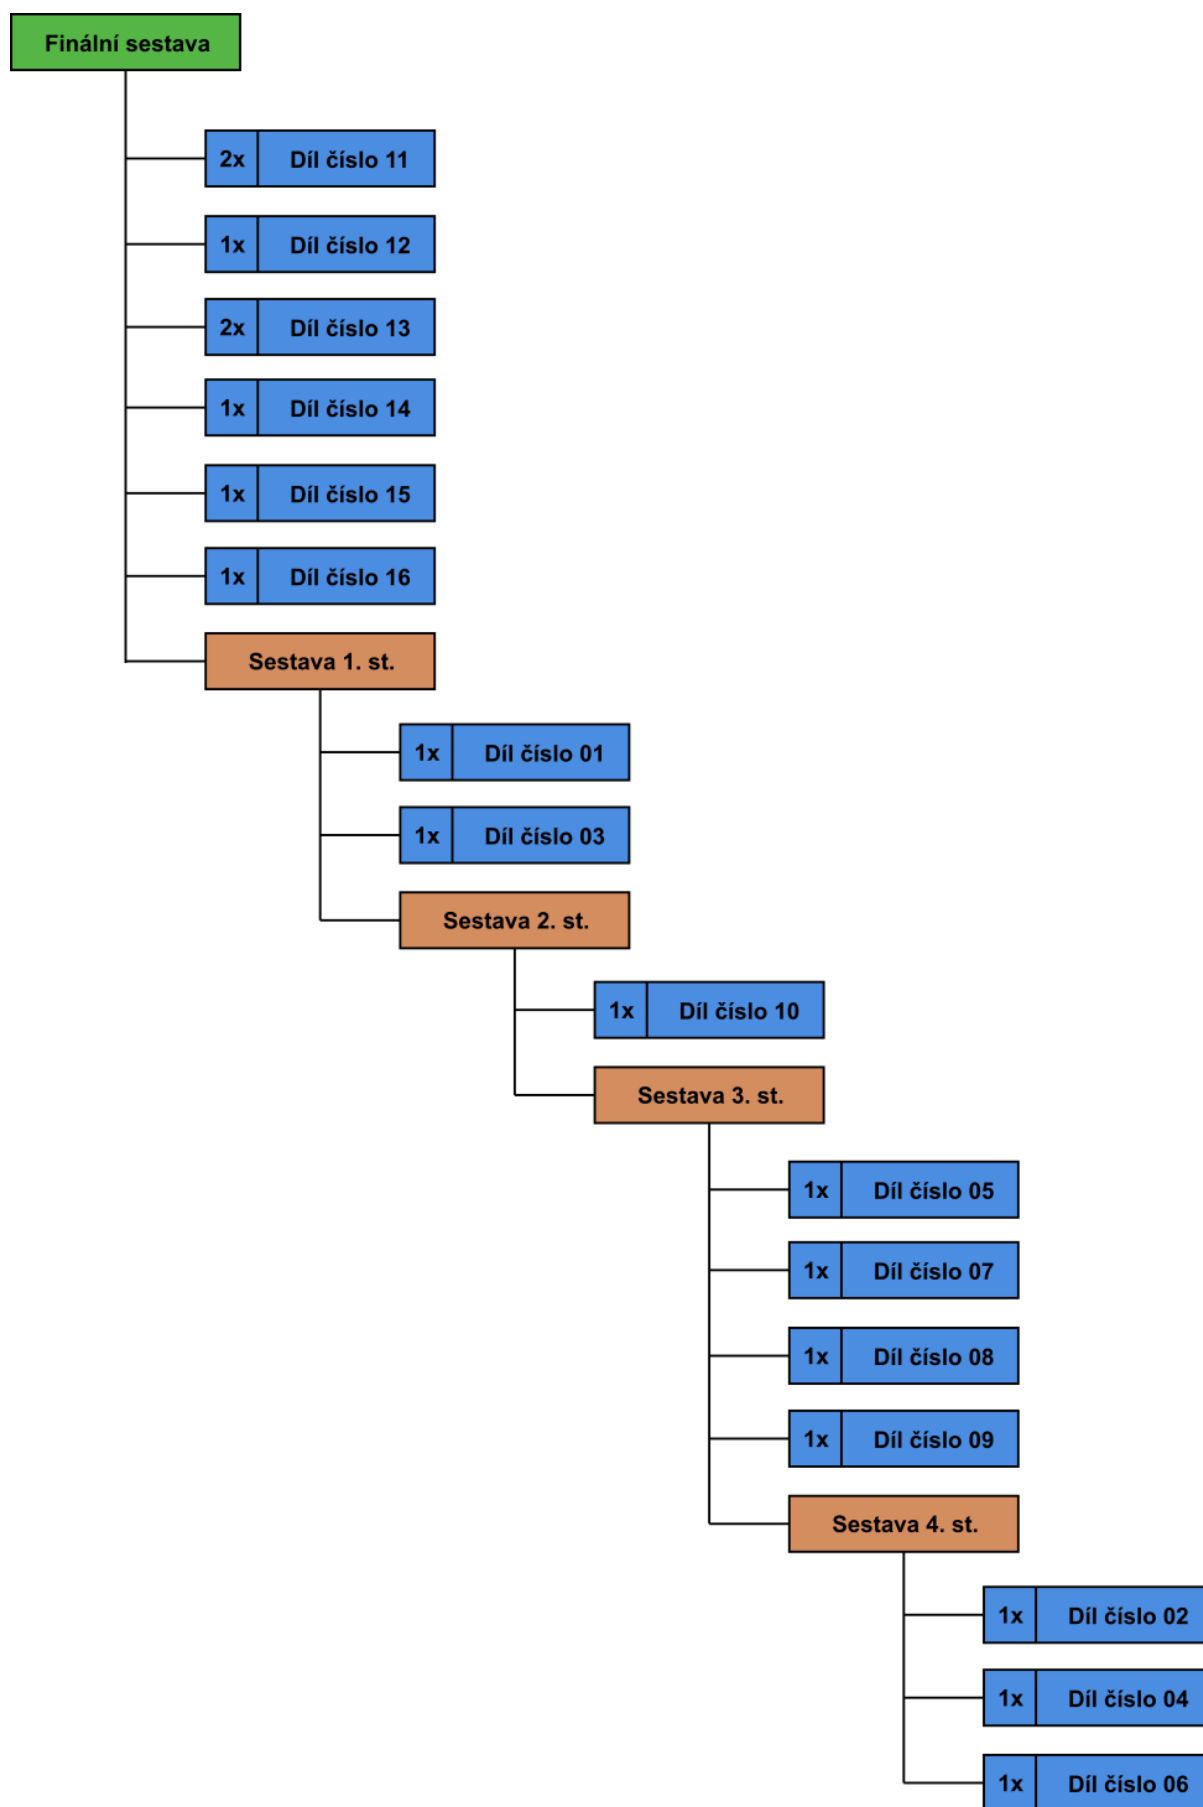 Finální sestava
2x Díl číslo 11
1x Díl číslo 12
2x Díl číslo 13
1x Díl číslo 14
1x Díl číslo 15
1x Díl číslo 16
Sestava 1. st.
1x Díl číslo 01
1x Díl číslo 03
Sestava 2. st.
1x Díl číslo 10
Sestava 3. st.
1x Díl číslo 05
1x Díl číslo 07
1x Díl číslo 08
1x Díl číslo 09
Sestava 4. st.
1x Díl číslo 02
1x Díl číslo 04
1x Díl číslo 06